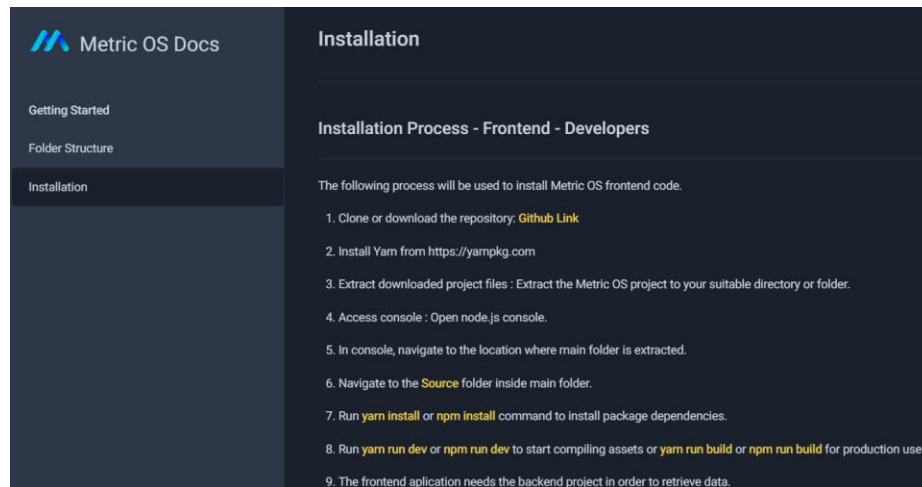 Metric OS Docs
Getting Started
Folder Structure
Installation
Installation
Installation Process - Frontend - Developers
The following process will be used to install Metric OS frontend code.
1. Clone or download the repository: Github Link
2. Install Yarn from https://yarnpkg.com
3. Extract downloaded project files : Extract the Metric OS project to your suitable directory or folder.
4. Access console : Open node.js console.
5. In console, navigate to the location where main folder is extracted.
6. Navigate to the Source folder inside main folder.
7. Run yarn install or npm install command to install package dependencies.
8. Run yarn run dev or npm run dev to start compiling assets or yarn run build or npm run build for production use
9. The frontend aplication needs the backend project in order to retrieve data.